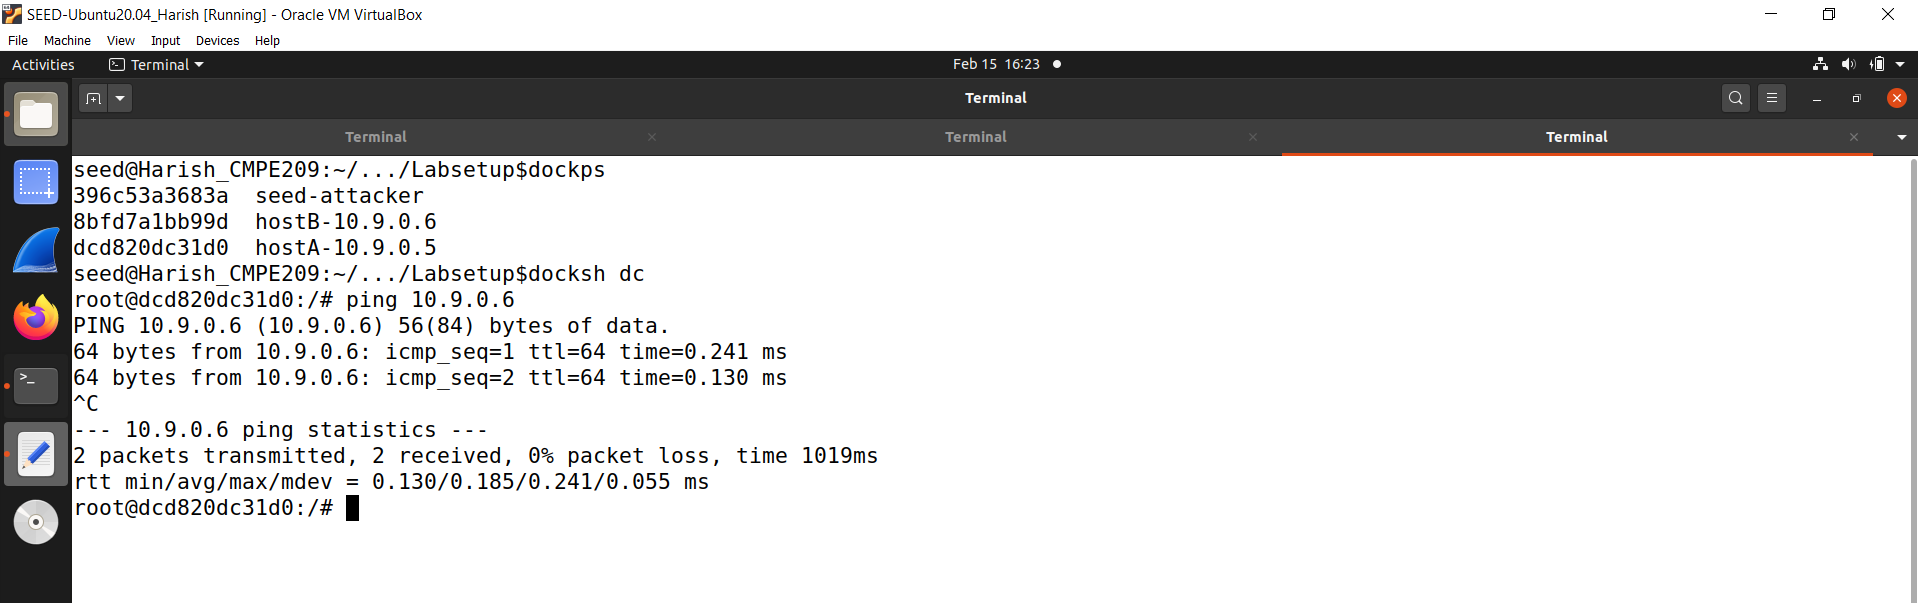 SEED-Ubuntu20.04_Harish [Running] - Oracle VM VirtualBox
File Machine View Input Devices Help
Activities Terminal Feb 15 16:23
Terminal
Terminal Terminal Terminal
seed@Harish_CMPE209:~/.../Labsetup$dockps
396c53a3683a  seed-attacker
8bfd7a1bb99d  hostB-10.9.0.6
dcd820dc31d0  hostA-10.9.0.5
seed@Harish_CMPE209:~/.../Labsetup$docksh dc
root@dcd820dc31d0:/# ping 10.9.0.6
PING 10.9.0.6 (10.9.0.6) 56(84) bytes of data.
64 bytes from 10.9.0.6: icmp_seq=1 ttl=64 time=0.241 ms
64 bytes from 10.9.0.6: icmp_seq=2 ttl=64 time=0.130 ms
^C
--- 10.9.0.6 ping statistics ---
2 packets transmitted, 2 received, 0% packet loss, time 1019ms
rtt min/avg/max/mdev = 0.130/0.185/0.241/0.055 ms
root@dcd820dc31d0:/#